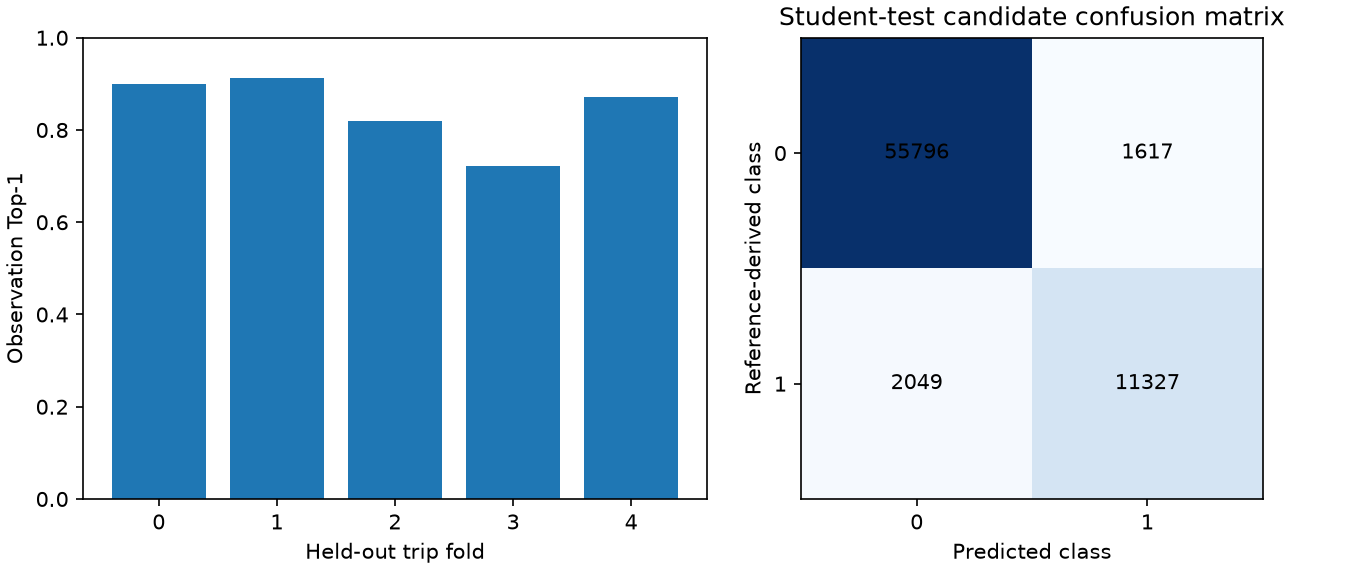 Observation Top-1
1.0
0.8
0.6
0.4
0.2
0.0
0 1 2 3 4
Held-out trip fold
Student-test candidate confusion matrix
Reference-derived class
0
1
55796 1617
2049 11327
0 1
Predicted class